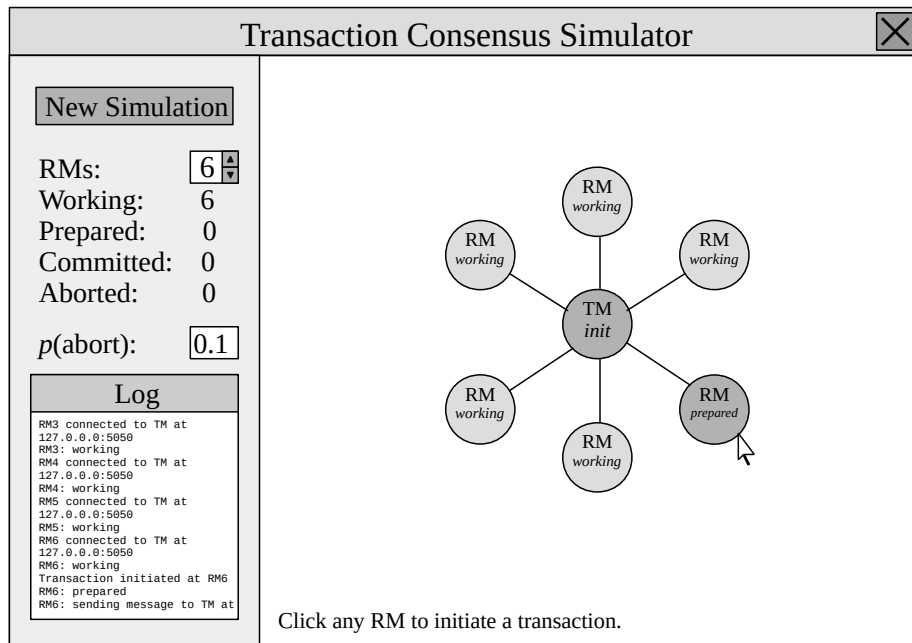 Transaction Consensus Simulator
New Simulation
RMs: 6
Working: 6
Prepared: 0
Committed: 0
Aborted: 0
p(abort): 0.1
Log
RM3 connected to TM at
127.0.0.0:5050
RM3: working
RM4 connected to TM at
127.0.0.0:5050
RM4: working
RM5 connected to TM at
127.0.0.0:5050
RM5: working
RM6 connected to TM at
127.0.0.0:5050
RM6: working
Transaction initiated at RM6
RM6: prepared
RM6: sending message to TM at
RM
working
RM
working
RM
working
TM
init
RM
working
RM
prepared
RM
working
Click any RM to initiate a transaction.